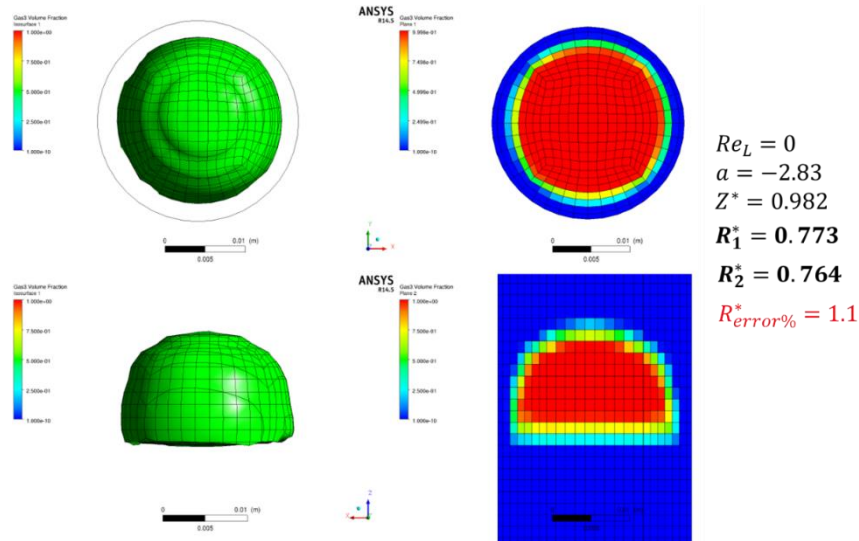 Gas3 Volume Fraction
Isosurface 1
1.000e+00
7.500e-01
5.000e-01
2.500e-01
1.000e-10
ANSYS
R14.5
0 0.01 (m)
0.005
Gas3 Volume Fraction
Plane 1
9.998e-01
7.499e-01
4.999e-01
2.499e-01
1.000e-10
0 0.01 (m)
0.005
Re_L = 0
a = −2.83
Z* = 0.982
R*_1 = 0.773
R*_2 = 0.764
R*_error% = 1.1
Gas3 Volume Fraction
Isosurface 1
1.000e+00
7.500e-01
5.000e-01
2.500e-01
1.000e-10
ANSYS
R14.5
0 0.01 (m)
0.005
Gas3 Volume Fraction
Plane 2
1.000e+00
7.500e-01
5.000e-01
2.500e-01
1.000e-10